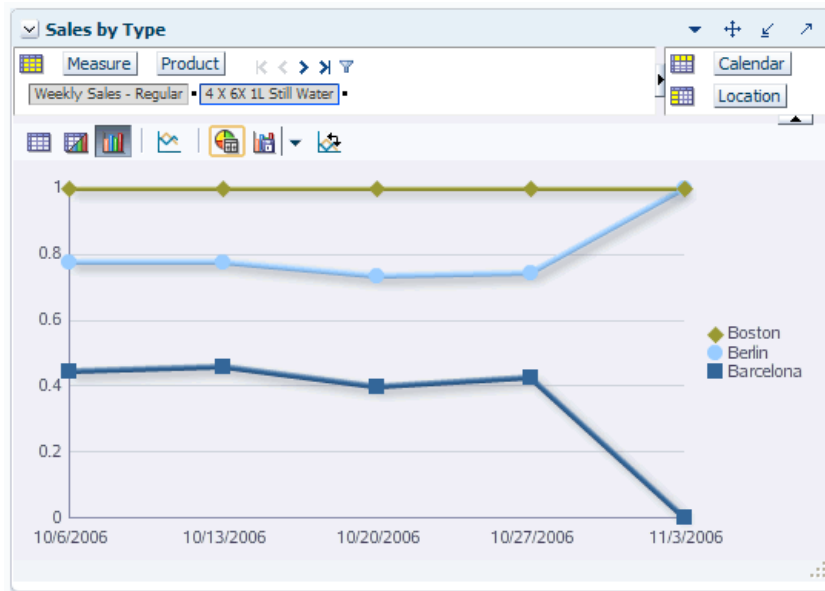 Sales by Type
Measure Product
Calendar
Weekly Sales - Regular 4 X 6X 1L Still Water
Location
1
0.8
0.6
0.4
0.2
0
10/6/2006 10/13/2006 10/20/2006 10/27/2006 11/3/2006
Boston
Berlin
Barcelona